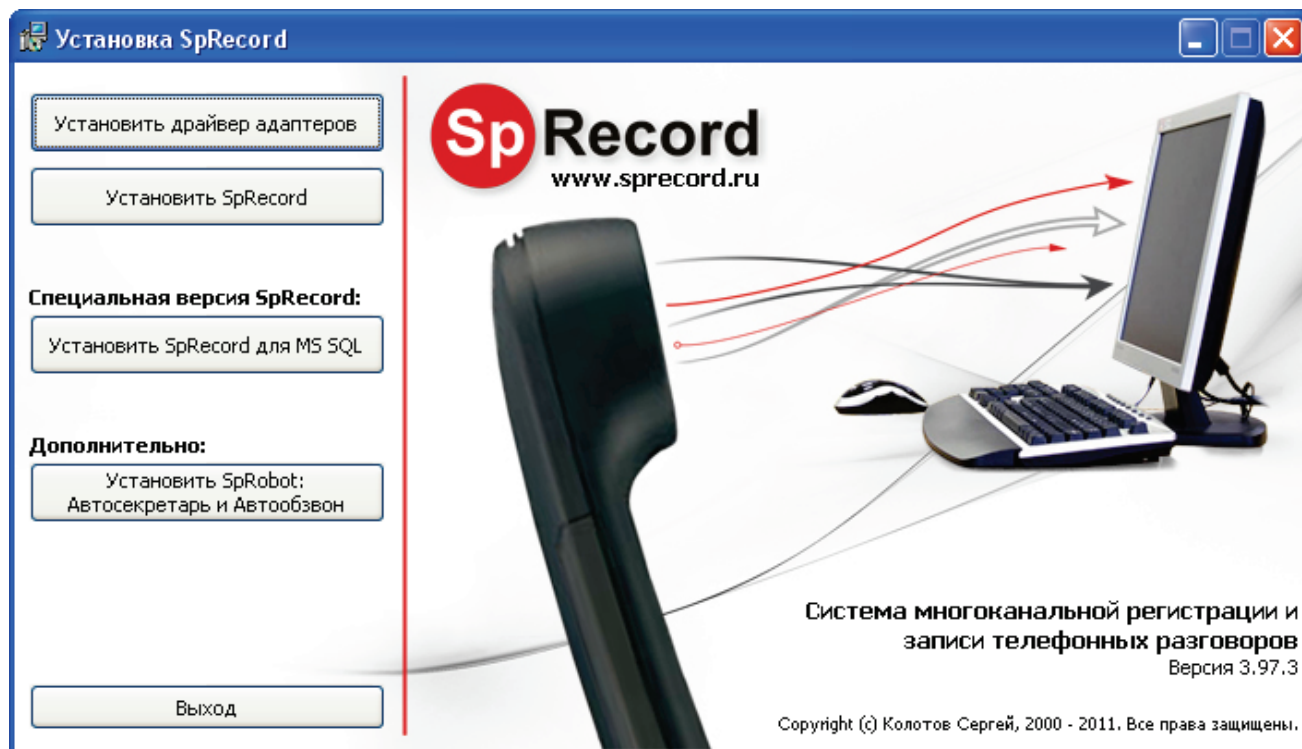 Установка SpRecord
Установить драйвер адаптеров
Установить SpRecord
Специальная версия SpRecord:
Установить SpRecord для MS SQL
Дополнительно:
Установить SpRobot:
Автосекретарь и Автообзвон
Выход
Sp Record
www.sprecord.ru
Система многоканальной регистрации и
записи телефонных разговоров
Версия 3.97.3
Copyright (c) Колотов Сергей, 2000 - 2011. Все права защищены.